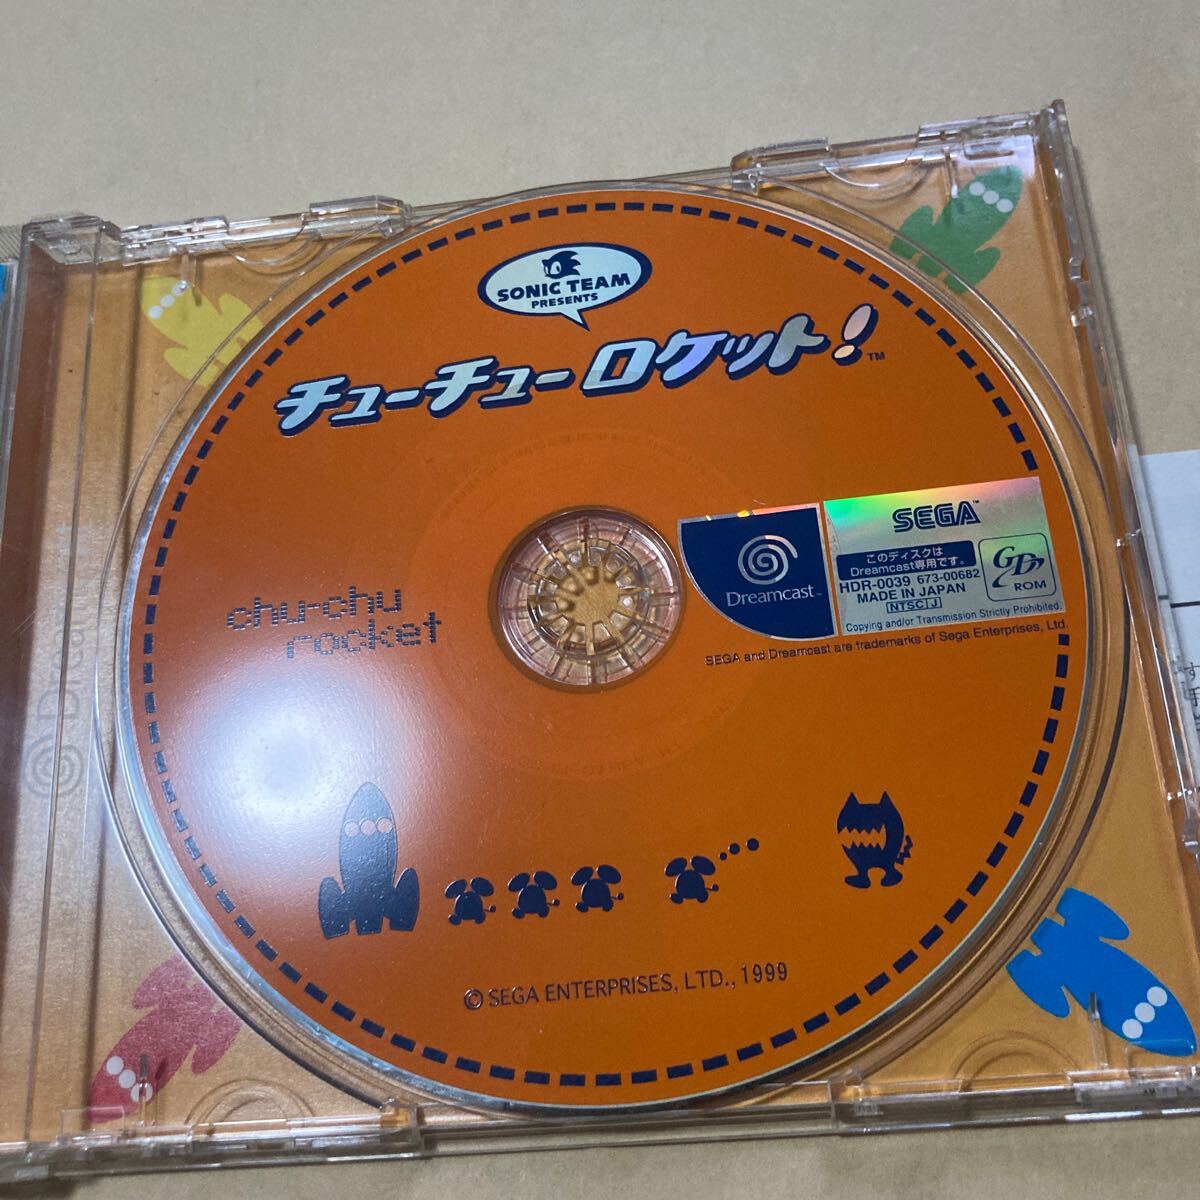 SONIC TEAM
PRESENTS
チューチューロケット!™
SEGA™
このディスクは
Dreamcast専用です。
HDR-0039 673-00682
MADE IN JAPAN
NTSC J
GD
ROM
Copying and/or Transmission Strictly Prohibited.
Dreamcast™
SEGA and Dreamcast are trademarks of Sega Enterprises, Ltd.
chu-chu
rocket
© SEGA ENTERPRISES, LTD., 1999